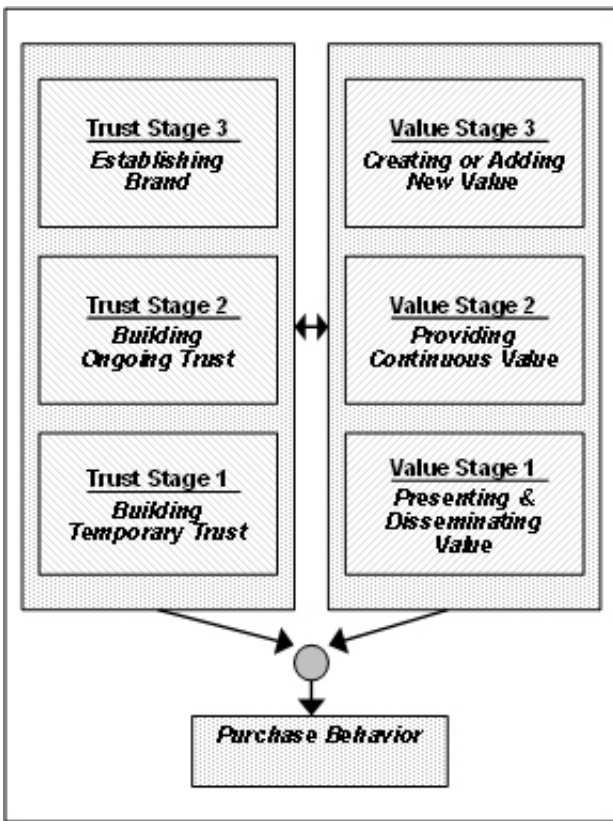 Trust Stage 3
Establishing
Brand
Trust Stage 2
Building
Ongoing Trust
Trust Stage 1
Building
Temporary Trust
Value Stage 3
Creating or Adding
New Value
Value Stage 2
Providing
Continuous Value
Value Stage 1
Presenting &
Disseminating
Value
Purchase Behavior